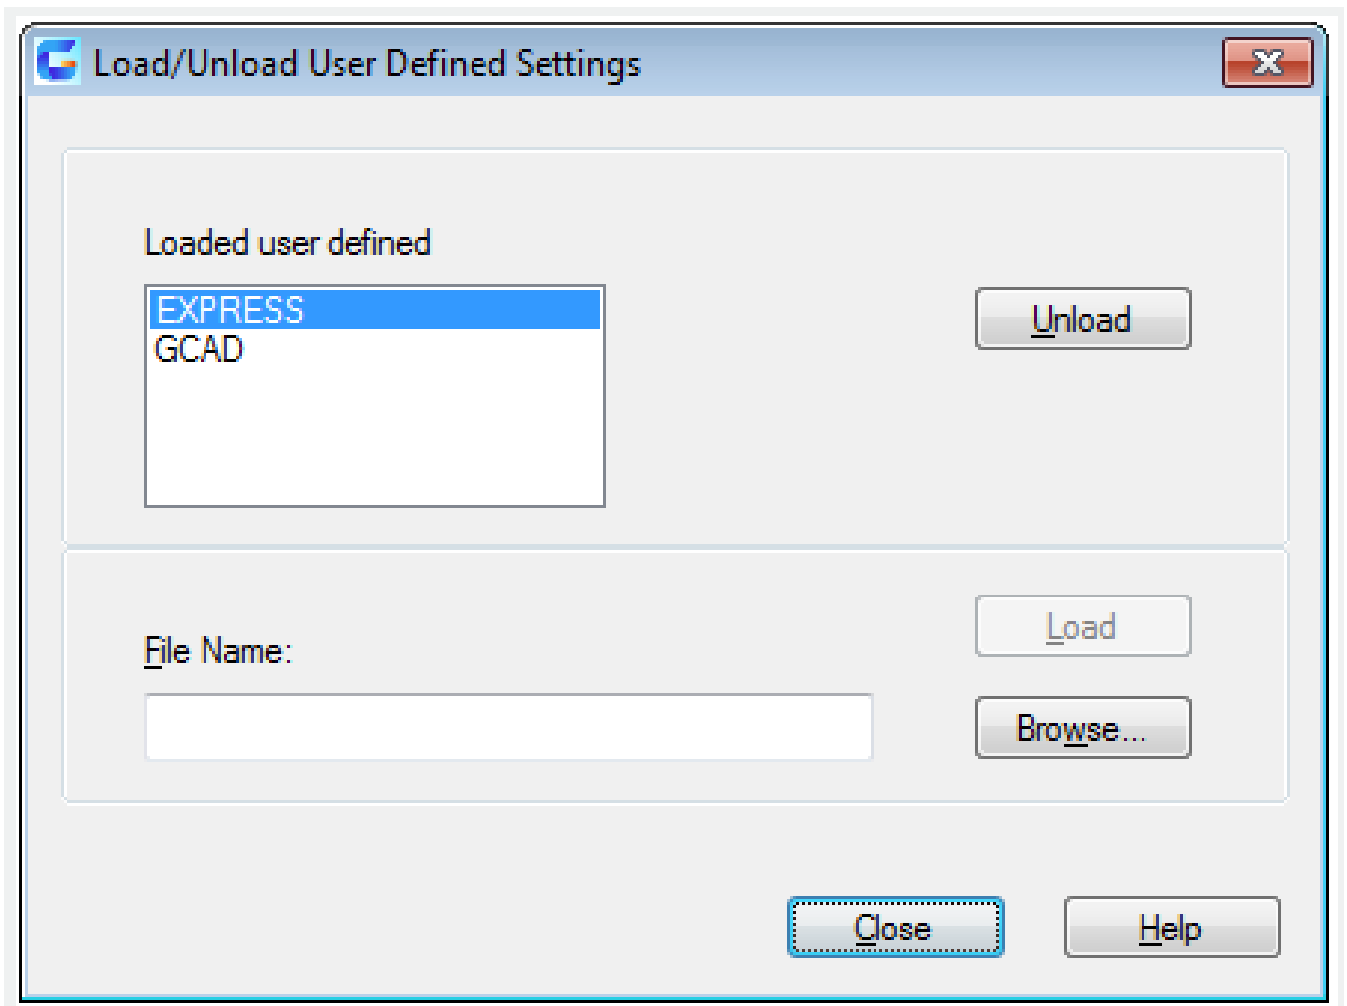 Load/Unload User Defined Settings
Loaded user defined
EXPRESS
GCAD
Unload
File Name:
Load
Browse...
Close
Help